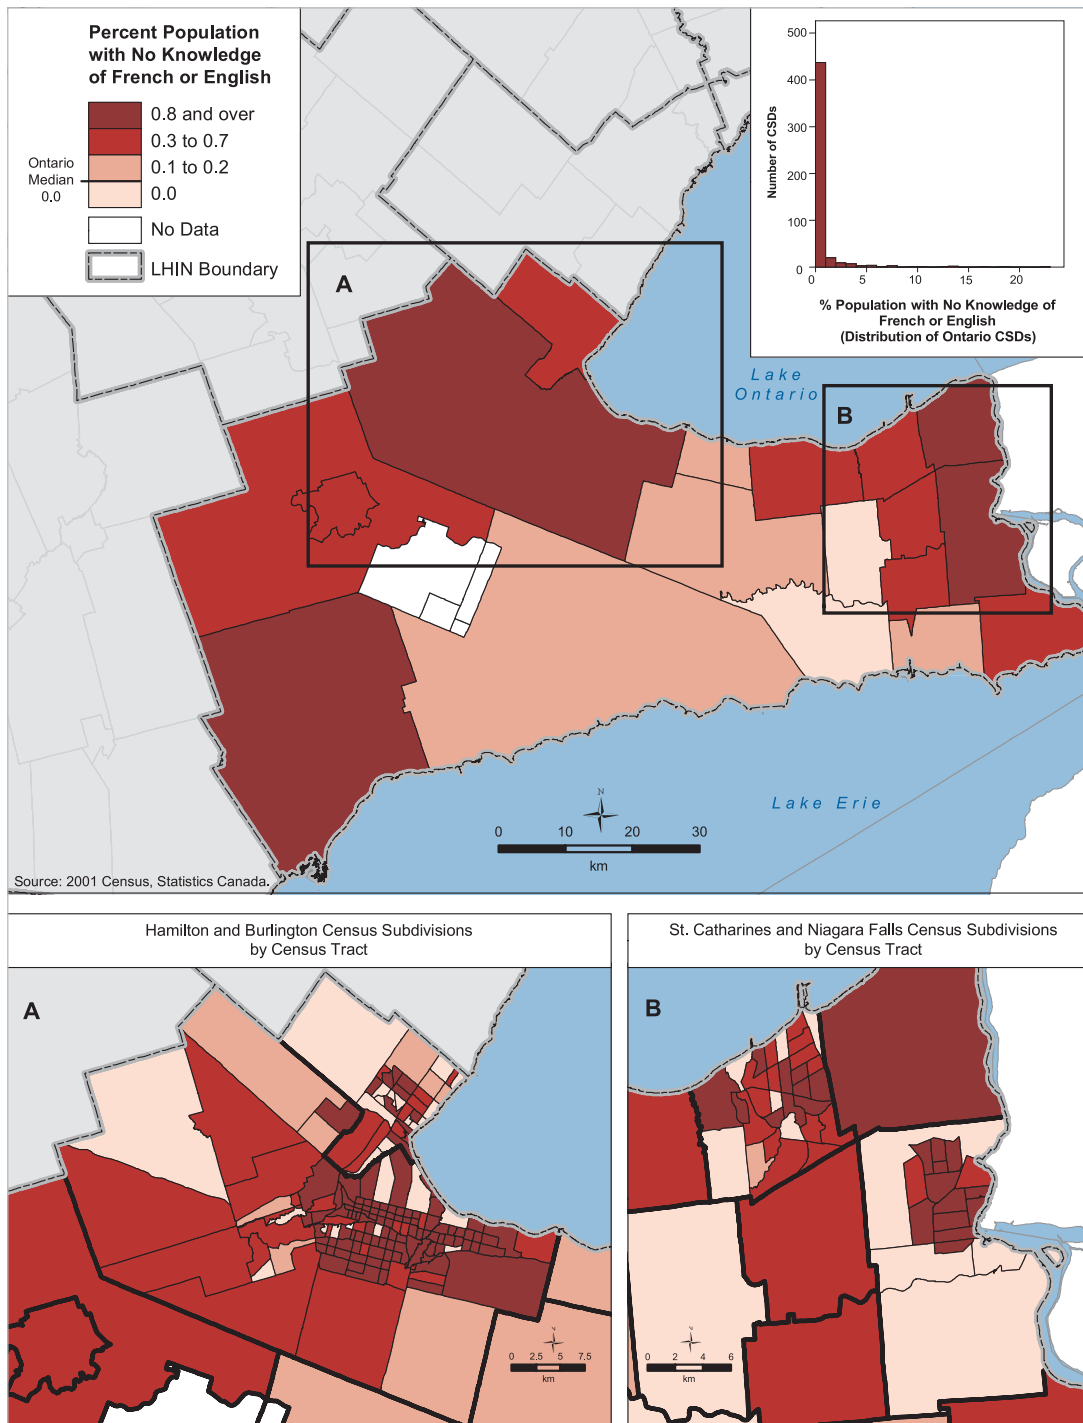 Percent Population
with No Knowledge
of French or English
0.8 and over
0.3 to 0.7
0.1 to 0.2
0.0
Ontario
Median
0.0
No Data
LHIN Boundary
500
400
300
200
100
0
Number of CSDs
0
5
10
15
20
% Population with No Knowledge of
French or English
(Distribution of Ontario CSDs)
A
B
Lake
Ontario
Lake Erie
N
0
10
20
30
km
Source: 2001 Census, Statistics Canada.
Hamilton and Burlington Census Subdivisions
by Census Tract
A
N
0
2.5
5
7.5
km
St. Catharines and Niagara Falls Census Subdivisions
by Census Tract
B
N
0
2
4
6
km